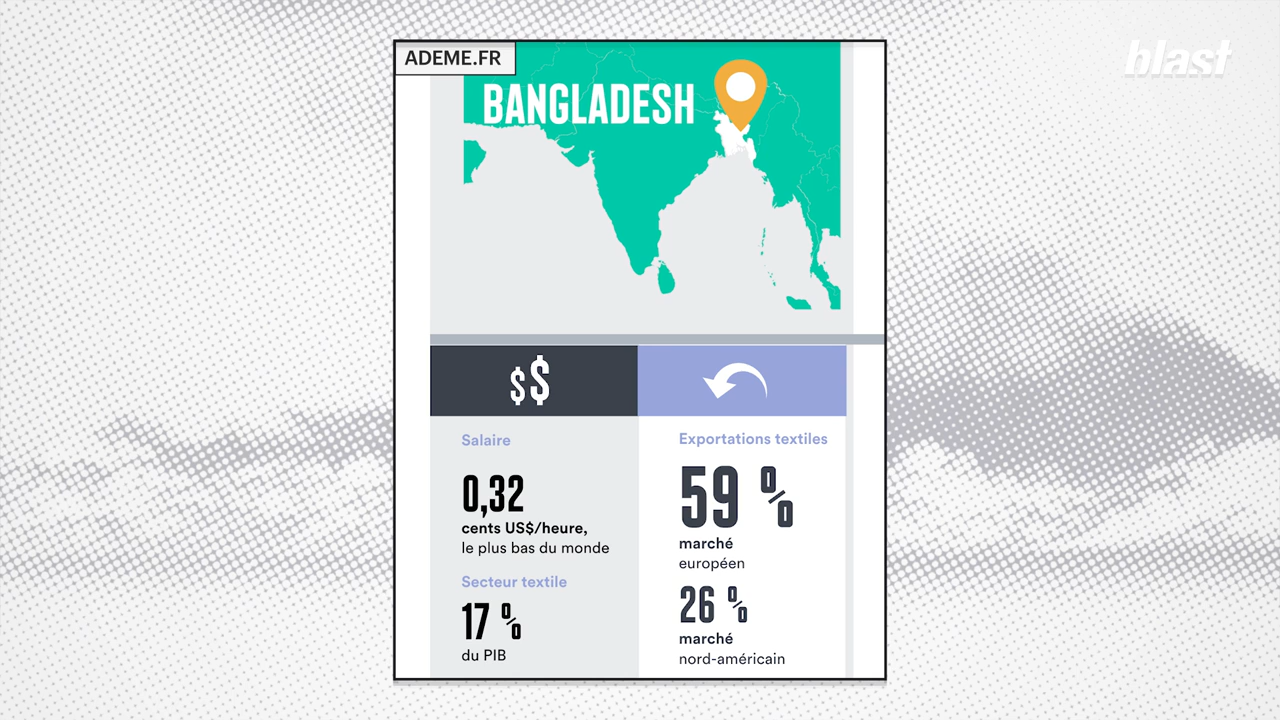 ADEME.FR
blast
BANGLADESH
$$
Salaire
0,32
cents US$/heure,
le plus bas du monde
Secteur textile
17 %
du PIB
Exportations textiles
59 %
marché
européen
26 %
marché
nord-américain